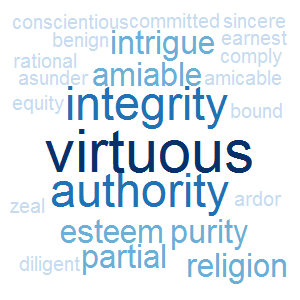 conscientious committed sincere
benign intrigue earnest
rational comply
asunder amiable amicable
equity integrity bound
virtuous
zeal authority ardor
esteem purity
diligent partial religion